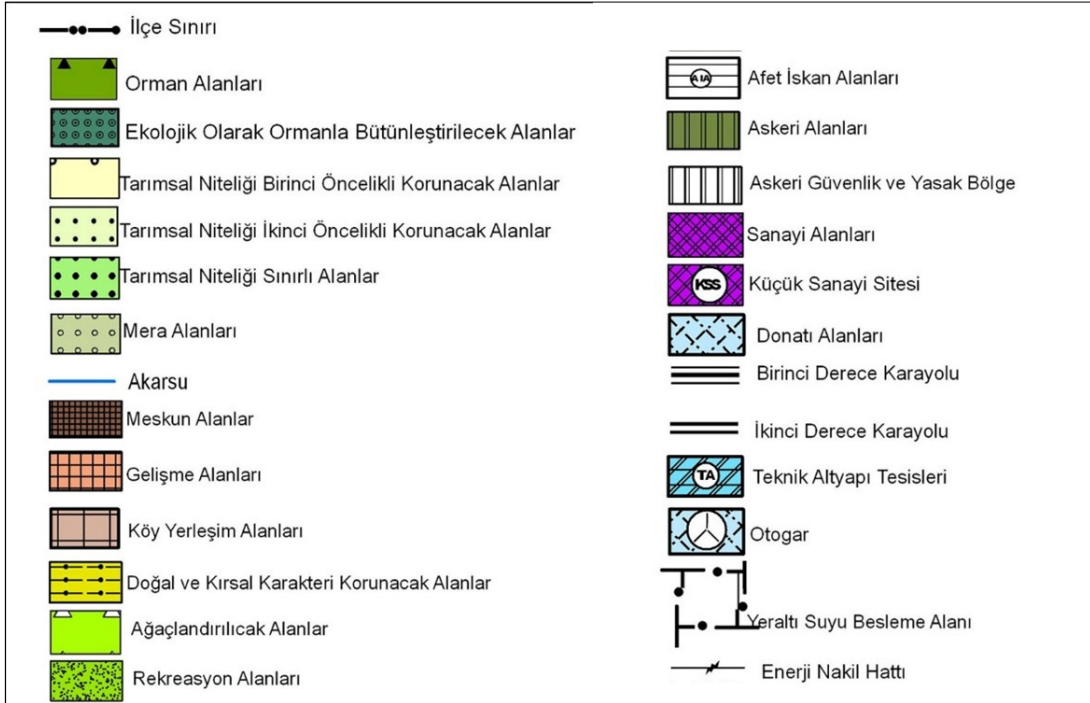 İlçe Sınırı
Orman Alanları
Ekolojik Olarak Ormanla Bütünleştirilecek Alanlar
Tarımsal Niteliği Birinci Öncelikli Korunacak Alanlar
Tarımsal Niteliği İkinci Öncelikli Korunacak Alanlar
Tarımsal Niteliği Sınırlı Alanlar
Mera Alanları
Akarsu
Meskun Alanlar
Gelişme Alanları
Köy Yerleşim Alanları
Doğal ve Kırsal Karakteri Korunacak Alanlar
Ağaçlandırılıcak Alanlar
Rekreasyon Alanları
AIA Afet İskan Alanları
Askeri Alanları
Askeri Güvenlik ve Yasak Bölge
Sanayi Alanları
KSS Küçük Sanayi Sitesi
Donatı Alanları
Birinci Derece Karayolu
İkinci Derece Karayolu
TA Teknik Altyapı Tesisleri
Otogar
Yeraltı Suyu Besleme Alanı
Enerji Nakil Hattı